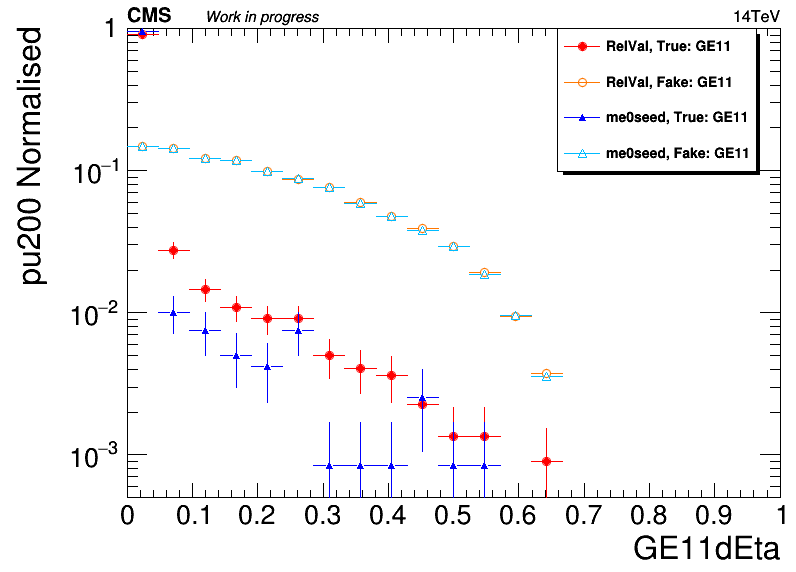 CMS Work in progress 14TeV
pu200 Normalised
1
10⁻¹
10⁻²
10⁻³
RelVal, True: GE11
RelVal, Fake: GE11
me0seed, True: GE11
me0seed, Fake: GE11
0 0.1 0.2 0.3 0.4 0.5 0.6 0.7 0.8 0.9 1
GE11dEta